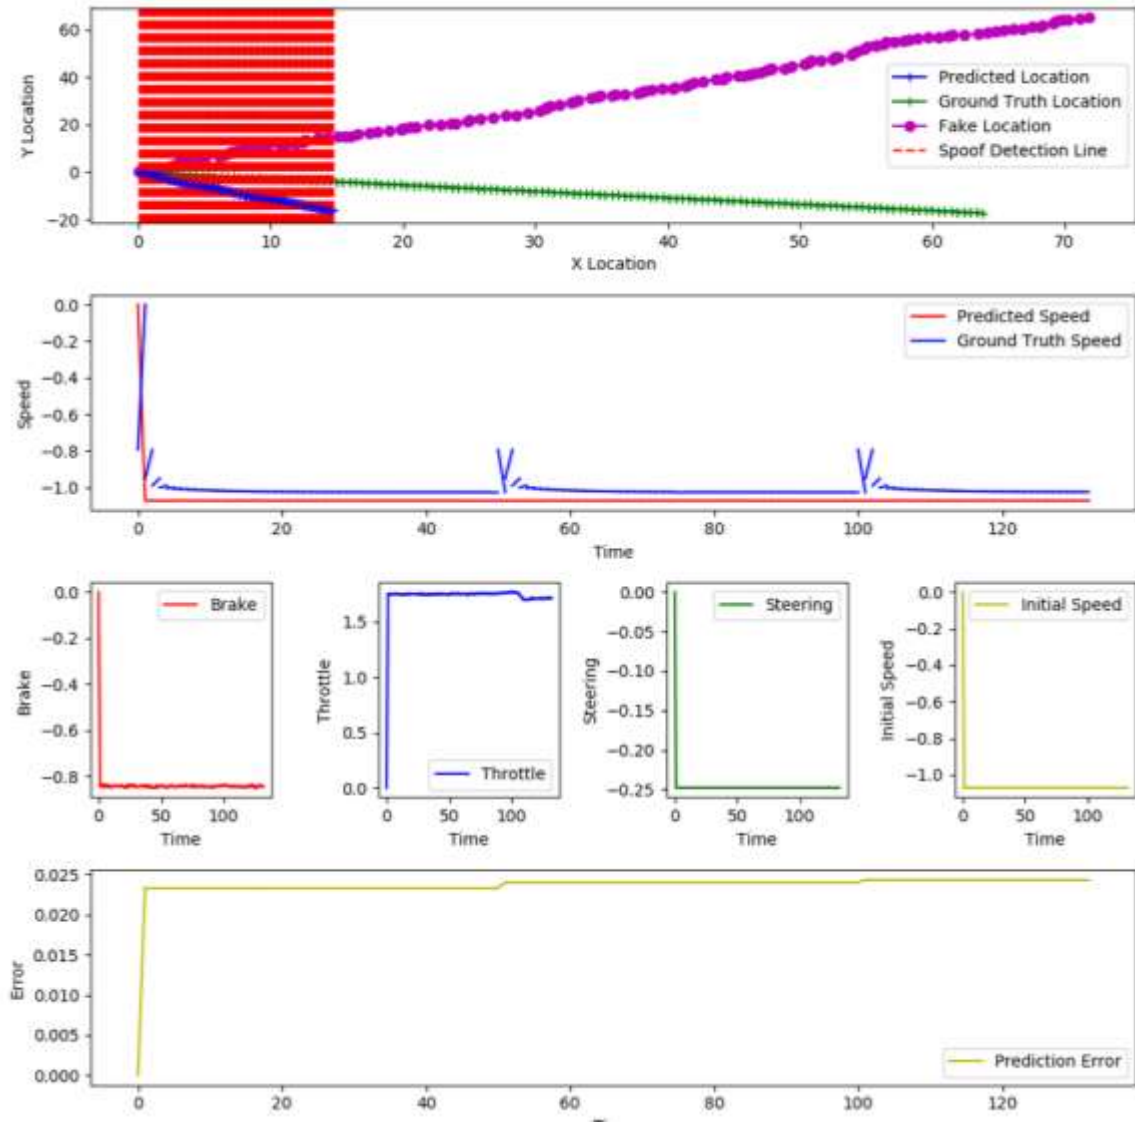 60
40
20
0
−20
Y Location
Predicted Location
Ground Truth Location
Fake Location
Spoof Detection Line
0 10 20 30 40 50 60 70
X Location
0.0
−0.2
−0.4
−0.6
−0.8
−1.0
Speed
Predicted Speed
Ground Truth Speed
0 20 40 60 80 100 120
Time
0.0
−0.2
−0.4
−0.6
−0.8
Brake
Brake
0 50 100
Time
1.5
1.0
0.5
0.0
Throttle
Throttle
0 50 100
Time
0.00
−0.05
−0.10
−0.15
−0.20
−0.25
Steering
Steering
0 50 100
Time
0.0
−0.2
−0.4
−0.6
−0.8
−1.0
Initial Speed
Initial Speed
0 50 100
Time
0.025
0.020
0.015
0.010
0.005
0.000
Error
Prediction Error
0 20 40 60 80 100 120